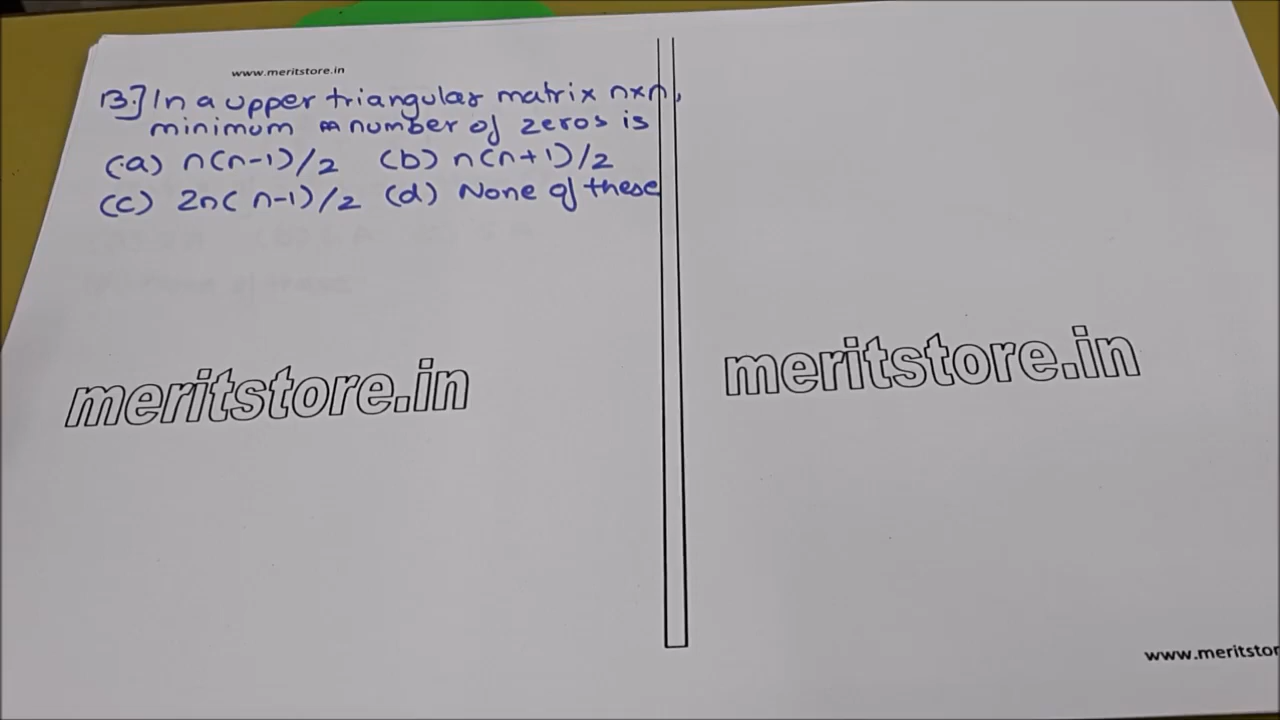 www.meritstore.in
13.] In a upper triangular matrix n×n,
minimum number of zeros is
(a) n(n-1)/2 (b) n(n+1)/2
(c) 2n(n-1)/2 (d) None of these
meritstore.in
meritstore.in
www.meritstor